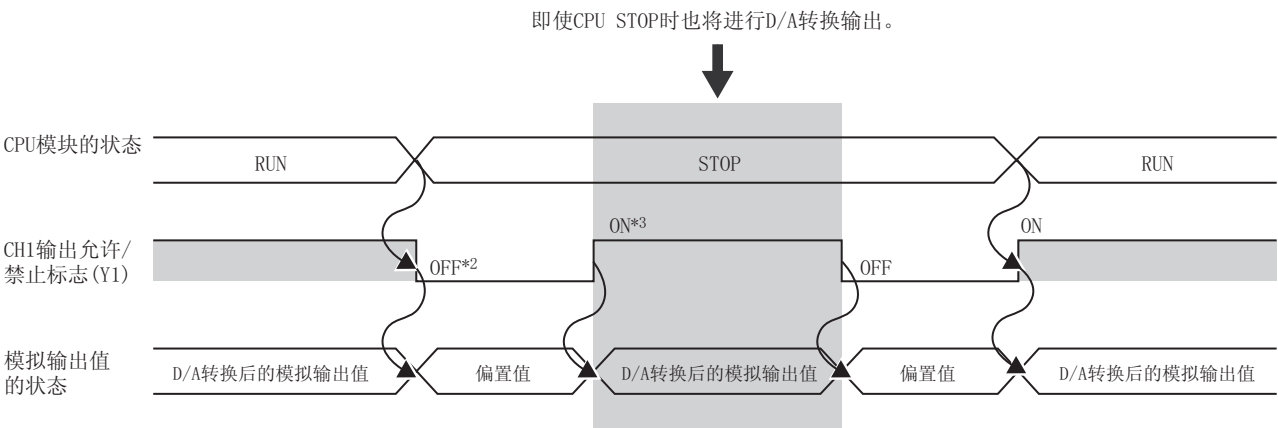 即使CPU STOP时也将进行D/A转换输出。
CPU模块的状态
RUN
STOP
RUN
CH1输出允许/
禁止标志(Y1)
OFF*2
ON*3
OFF
ON
模拟输出值
的状态
D/A转换后的模拟输出值
偏置值
D/A转换后的模拟输出值
偏置值
D/A转换后的模拟输出值